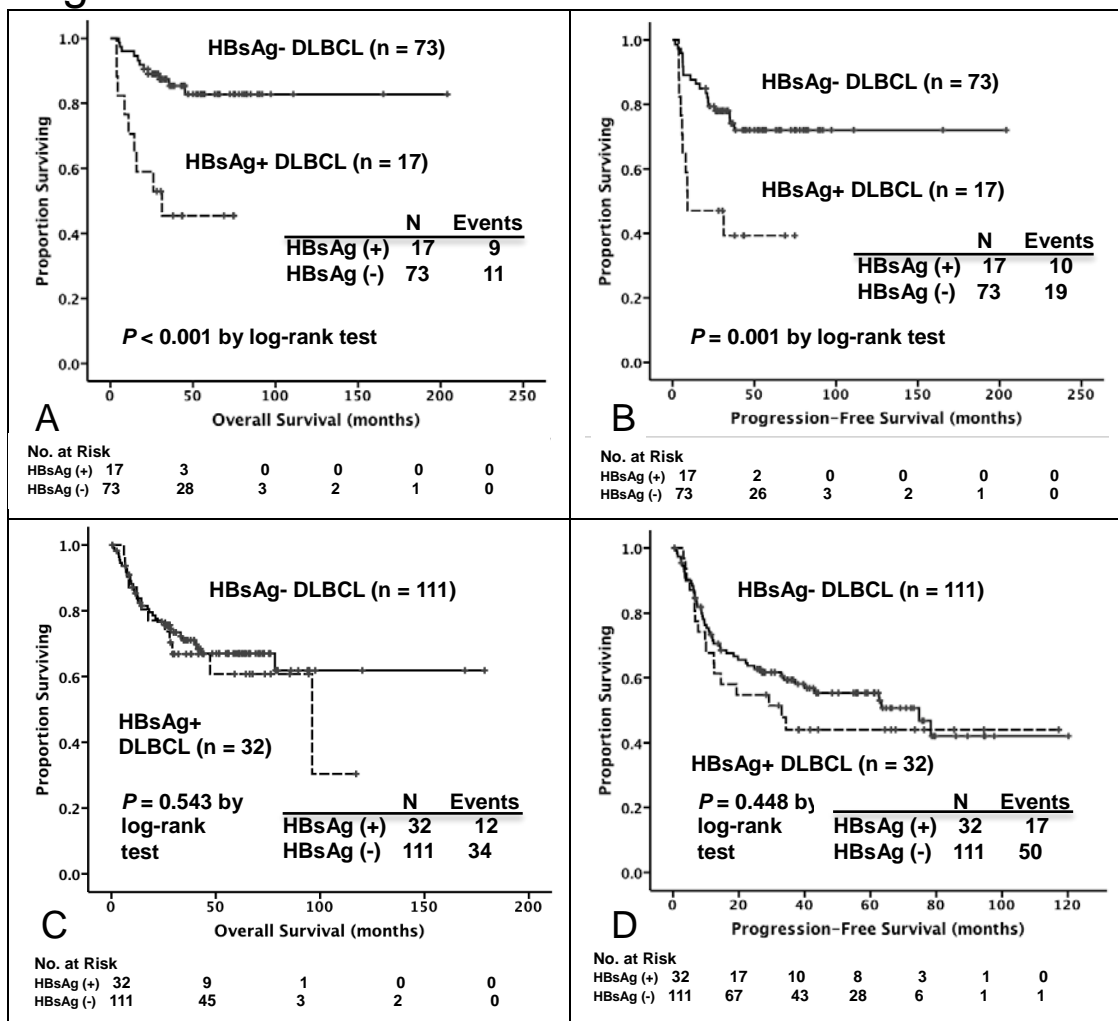 HBsAg- DLBCL (n = 73)
HBsAg+ DLBCL (n = 17)
N Events
HBsAg (+) 17 9
HBsAg (-) 73 11
P < 0.001 by log-rank test
Proportion Surviving
1.0
0.8
0.6
0.4
0.2
0.0
0 50 100 150 200 250
Overall Survival (months)
A
No. at Risk
HBsAg (+) 17 3 0 0 0 0
HBsAg (-) 73 28 3 2 1 0
HBsAg- DLBCL (n = 73)
HBsAg+ DLBCL (n = 17)
N Events
HBsAg (+) 17 10
HBsAg (-) 73 19
P = 0.001 by log-rank test
Proportion Surviving
1.0
0.8
0.6
0.4
0.2
0.0
0 50 100 150 200 250
Progression-Free Survival (months)
B
No. at Risk
HBsAg (+) 17 2 0 0 0 0
HBsAg (-) 73 26 3 2 1 0
HBsAg- DLBCL (n = 111)
HBsAg+
DLBCL (n = 32)
P = 0.543 by
log-rank
test
N Events
HBsAg (+) 32 12
HBsAg (-) 111 34
Proportion Surviving
1.0
0.8
0.6
0.4
0.2
0.0
0 50 100 150 200
Overall Survival (months)
C
No. at Risk
HBsAg (+) 32 9 1 0 0
HBsAg (-) 111 45 3 2 0
HBsAg- DLBCL (n = 111)
HBsAg+ DLBCL (n = 32)
P = 0.448 by
log-rank
test
N Events
HBsAg (+) 32 17
HBsAg (-) 111 50
Proportion Surviving
1.0
0.8
0.6
0.4
0.2
0.0
0 20 40 60 80 100 120
Progression-Free Survival (months)
D
No. at Risk
HBsAg (+) 32 17 10 8 3 1 0
HBsAg (-) 111 67 43 28 6 1 1